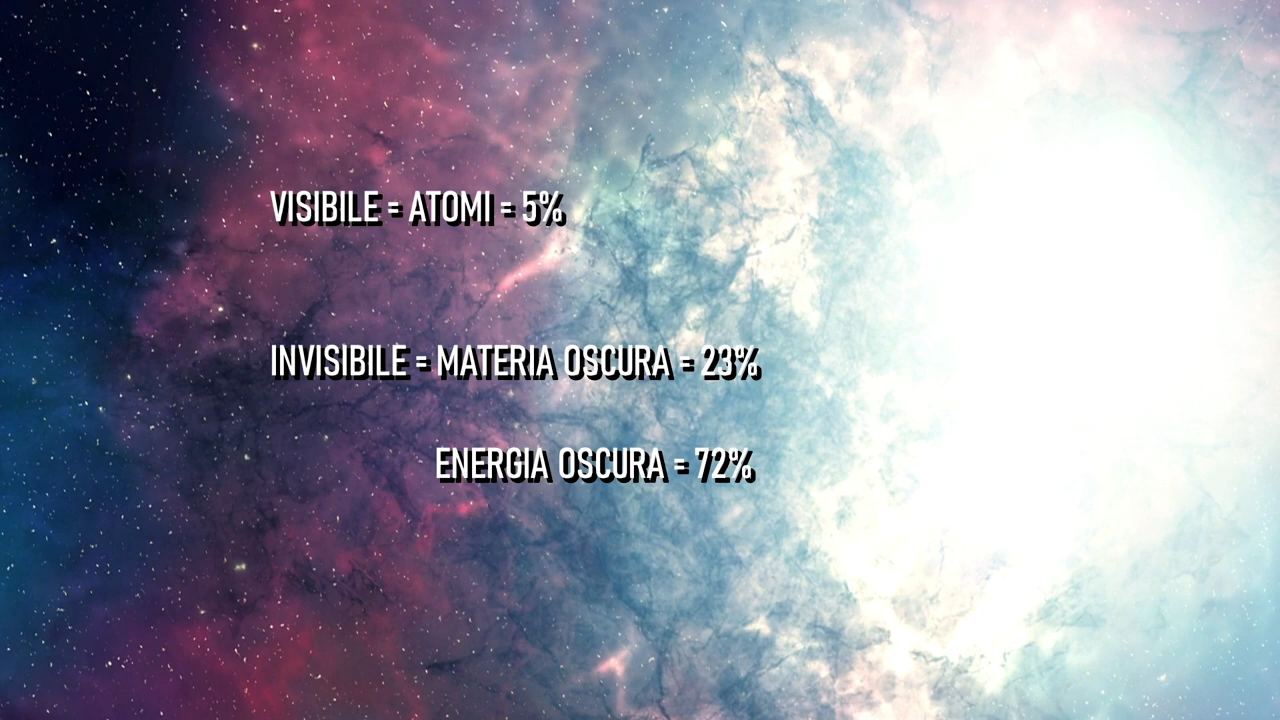 VISIBILE = ATOMI = 5%
INVISIBILE = MATERIA OSCURA = 23%
ENERGIA OSCURA = 72%